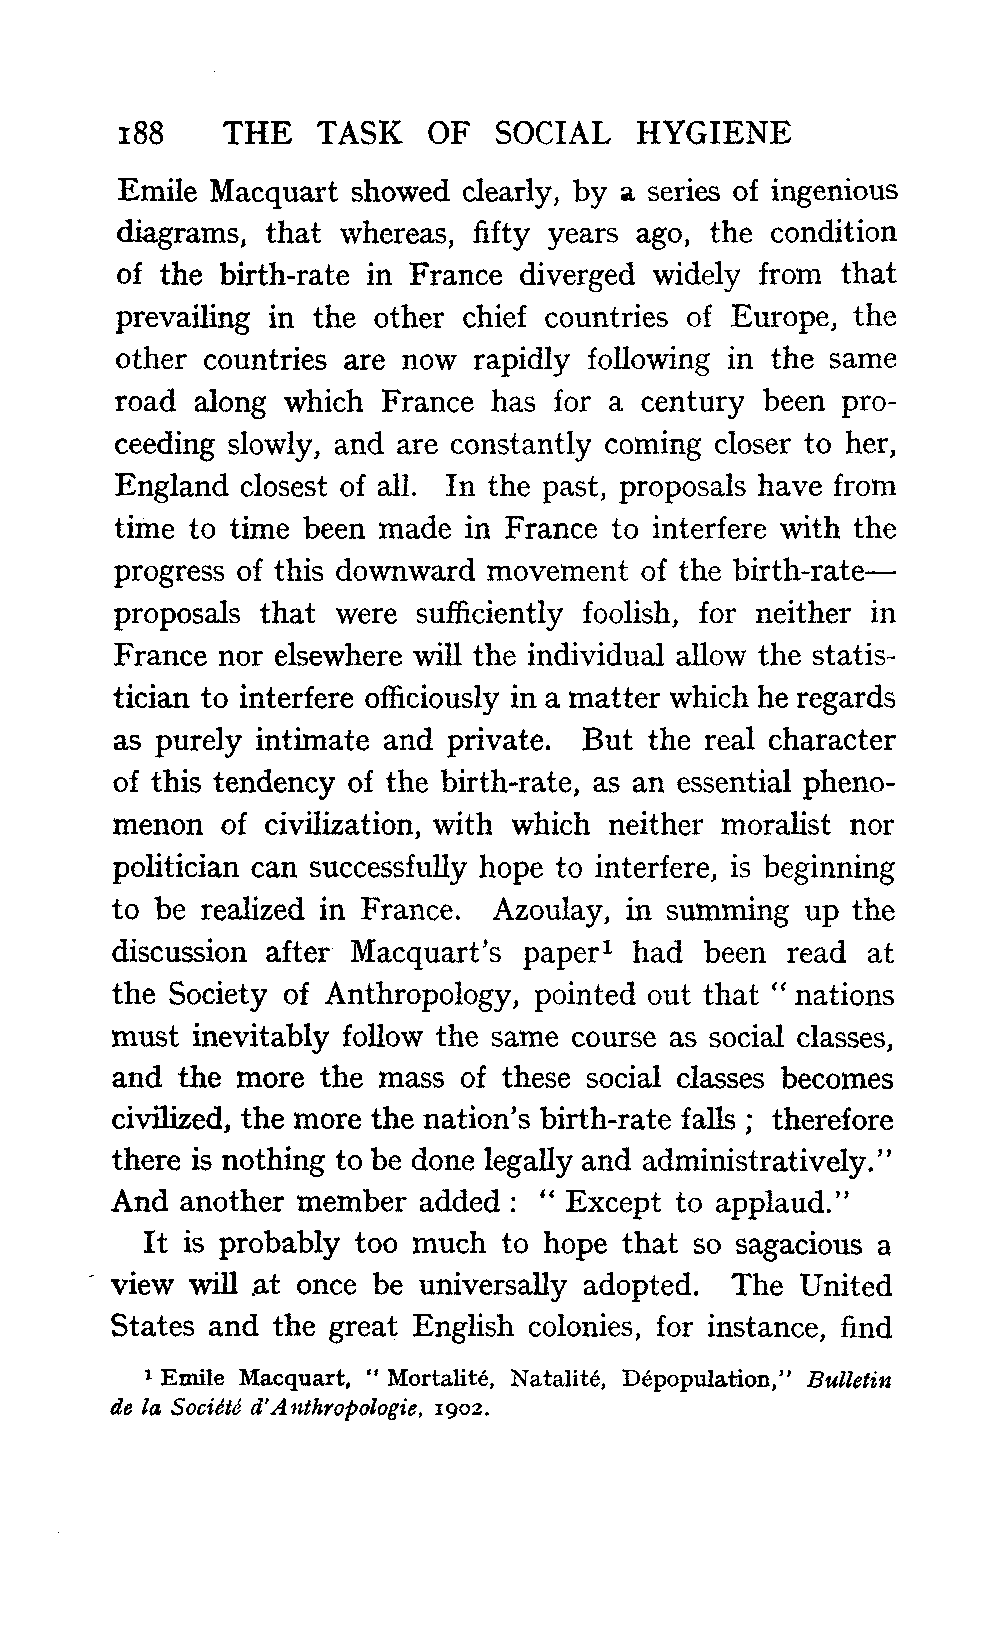 188 THE TASK OF SOCIAL HYGIENE
Emile Macquart showed clearly, by a series of ingenious
diagrams, that whereas, fifty years ago, the condition
of the birth-rate in France diverged widely from that
prevailing in the other chief countries of Europe, the
other countries are now rapidly following in the same
road along which France has for a century been pro-
ceeding slowly, and are constantly coming closer to her,
England closest of all. In the past, proposals have from
time to time been made in France to interfere with the
progress of this downward movement of the birth-rate—
proposals that were sufficiently foolish, for neither in
France nor elsewhere will the individual allow the statis-
tician to interfere officiously in a matter which he regards
as purely intimate and private. But the real character
of this tendency of the birth-rate, as an essential pheno-
menon of civilization, with which neither moralist nor
politician can successfully hope to interfere, is beginning
to be realized in France. Azoulay, in summing up the
discussion after Macquart's paper¹ had been read at
the Society of Anthropology, pointed out that " nations
must inevitably follow the same course as social classes,
and the more the mass of these social classes becomes
civilized, the more the nation's birth-rate falls ; therefore
there is nothing to be done legally and administratively."
And another member added : " Except to applaud."
It is probably too much to hope that so sagacious a
view will at once be universally adopted. The United
States and the great English colonies, for instance, find
¹ Emile Macquart, " Mortalité, Natalité, Dépopulation," Bulletin
de la Société d'Anthropologie, 1902.